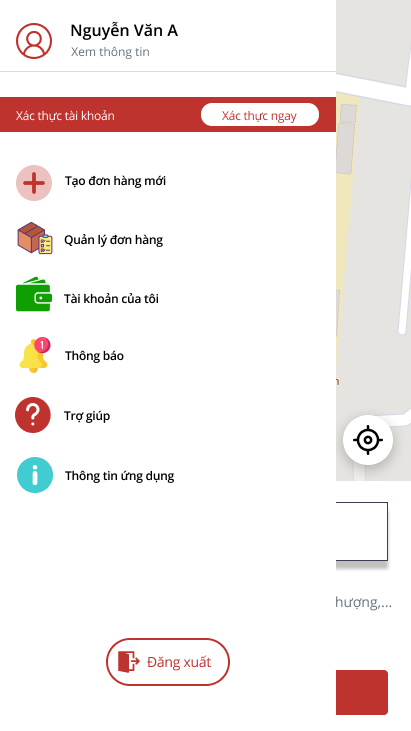 Nguyễn Văn A
Xem thông tin
Xác thực tài khoản
Xác thực ngay
Tạo đơn hàng mới
Quản lý đơn hàng
Tài khoản của tôi
1
Thông báo
Trợ giúp
Thông tin ứng dụng
hượng,...
Đăng xuất